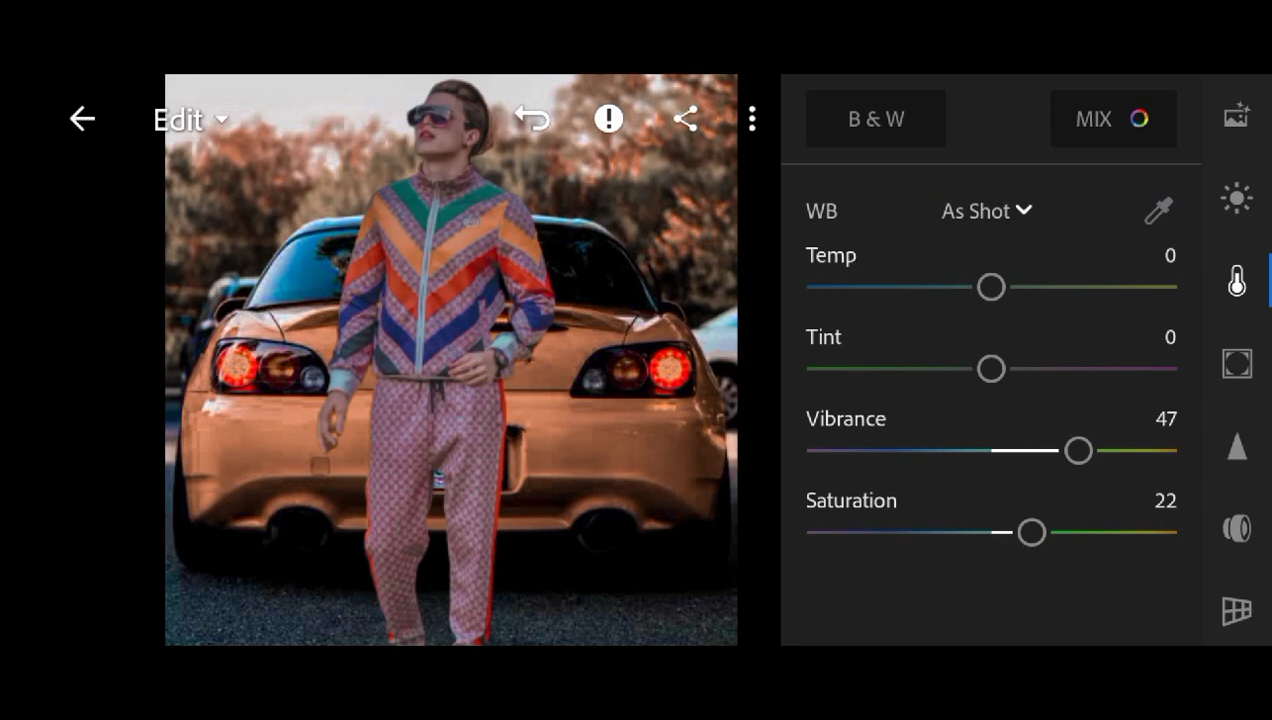 Edit
B & W
MIX
WB
As Shot
Temp
0
Tint
0
Vibrance
47
Saturation
22